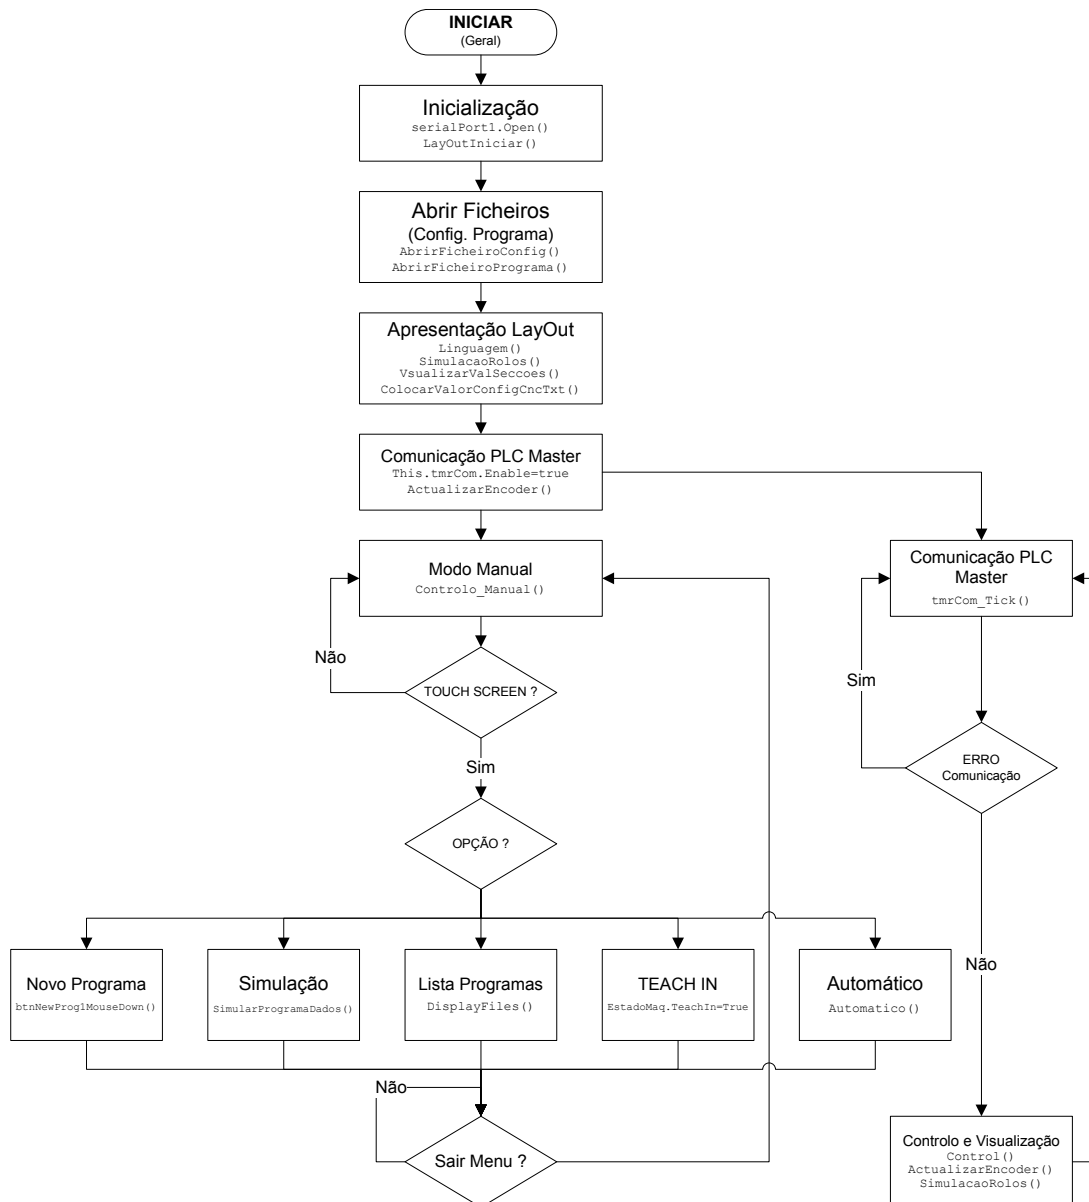 INICIAR
(Geral)
Inicialização
serialPort1.Open()
LayOutIniciar()
Abrir Ficheiros
(Config. Programa)
AbrirFicheiroConfig()
AbrirFicheiroPrograma()
Apresentação LayOut
Linguagem()
SimulacaoRolos()
VsualizarValSeccoes()
ColocarValorConfigCncTxt()
Comunicação PLC Master
This.tmrCom.Enable=true
ActualizarEncoder()
Modo Manual
Controlo_Manual()
Comunicação PLC
Master
tmrCom_Tick()
Não
TOUCH SCREEN ?
Sim
Sim
ERRO
Comunicação
OPÇÃO ?
Não
Novo Programa
btnNewProg1MouseDown()
Simulação
SimularProgramaDados()
Lista Programas
DisplayFiles()
TEACH IN
EstadoMaq.TeachIn=True
Automático
Automatico()
Não
Sair Menu ?
Controlo e Visualização
Control()
ActualizarEncoder()
SimulacaoRolos()